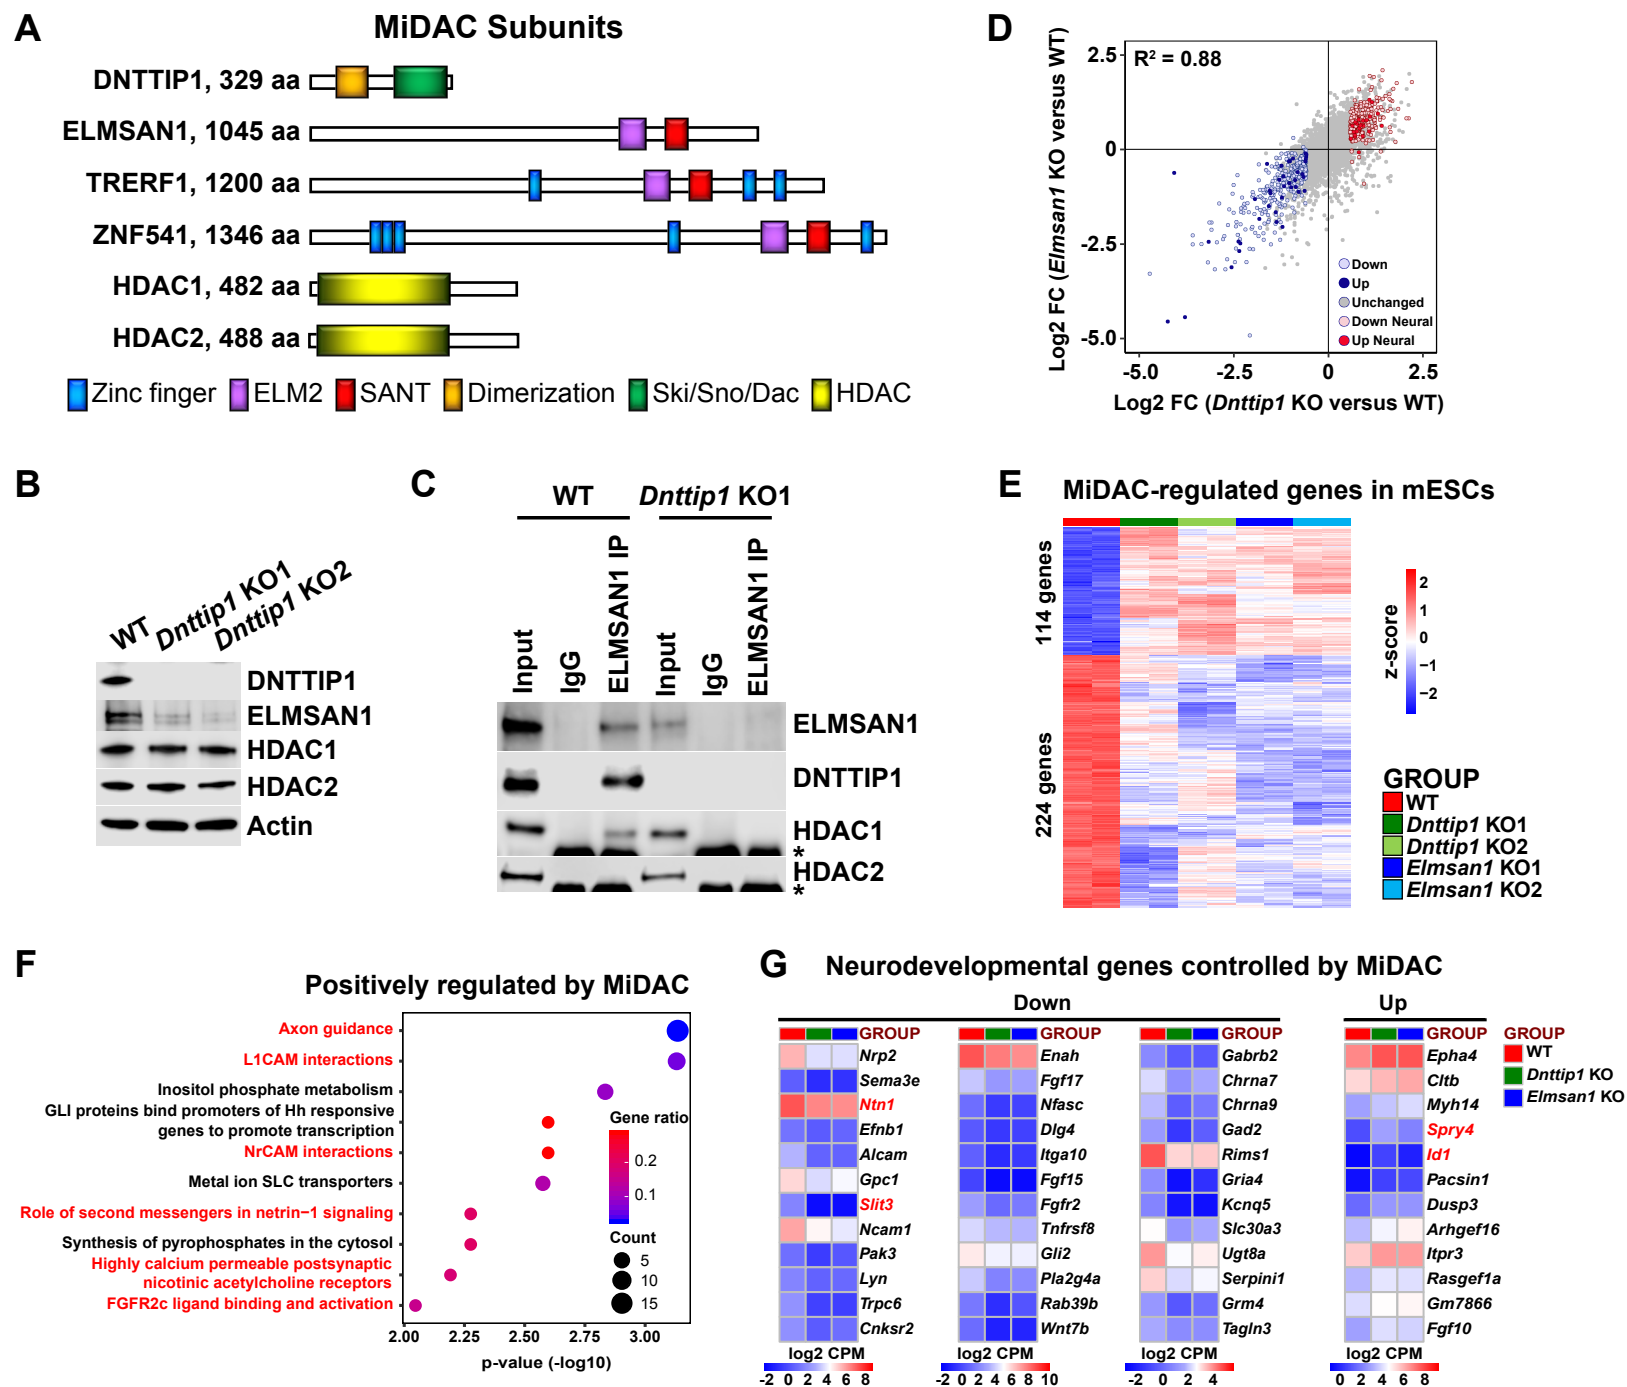 A
MiDAC Subunits
DNTTIP1, 329 aa
ELMSAN1, 1045 aa
TRERF1, 1200 aa
ZNF541, 1346 aa
HDAC1, 482 aa
HDAC2, 488 aa
Zinc finger ELM2 SANT Dimerization Ski/Sno/Dac HDAC
B
WT
Dnttip1 KO1
Dnttip1 KO2
DNTTIP1
ELMSAN1
HDAC1
HDAC2
Actin
C
WT Dnttip1 KO1
Input
IgG
ELMSAN1 IP
Input
IgG
ELMSAN1 IP
ELMSAN1
DNTTIP1
HDAC1
*
HDAC2
*
D
R² = 0.88
Log2 FC (Elmsan1 KO versus WT)
2.5
0
-2.5
-5.0
Down
Up
Unchanged
Down Neural
Up Neural
-5.0 -2.5 0 2.5
Log2 FC (Dnttip1 KO versus WT)
E
MiDAC-regulated genes in mESCs
114 genes
224 genes
z-score
2
1
0
−1
−2
GROUP
WT
Dnttip1 KO1
Dnttip1 KO2
Elmsan1 KO1
Elmsan1 KO2
F
Positively regulated by MiDAC
Axon guidance
L1CAM interactions
Inositol phosphate metabolism
GLI proteins bind promoters of Hh responsive
genes to promote transcription
NrCAM interactions
Metal ion SLC transporters
Role of second messengers in netrin−1 signaling
Synthesis of pyrophosphates in the cytosol
Highly calcium permeable postsynaptic
nicotinic acetylcholine receptors
FGFR2c ligand binding and activation
Gene ratio
0.2
0.1
Count
5
10
15
2.00 2.25 2.50 2.75 3.00
p-value (-log10)
G
Neurodevelopmental genes controlled by MiDAC
Down
GROUP
Nrp2
Sema3e
Ntn1
Efnb1
Alcam
Gpc1
Slit3
Ncam1
Pak3
Lyn
Trpc6
Cnksr2
log2 CPM
-2 0 2 4 6 8
GROUP
Enah
Fgf17
Nfasc
Dlg4
Itga10
Fgf15
Fgfr2
Tnfrsf8
Gli2
Pla2g4a
Rab39b
Wnt7b
log2 CPM
-2 0 2 4 6 8 10
GROUP
Gabrb2
Chrna7
Chrna9
Gad2
Rims1
Gria4
Kcnq5
Slc30a3
Ugt8a
Serpini1
Grm4
Tagln3
log2 CPM
-2 0 2 4
Up
GROUP
Epha4
Cltb
Myh14
Spry4
Id1
Pacsin1
Dusp3
Arhgef16
Itpr3
Rasgef1a
Gm7866
Fgf10
log2 CPM
0 2 4 6 8
GROUP
WT
Dnttip1 KO
Elmsan1 KO